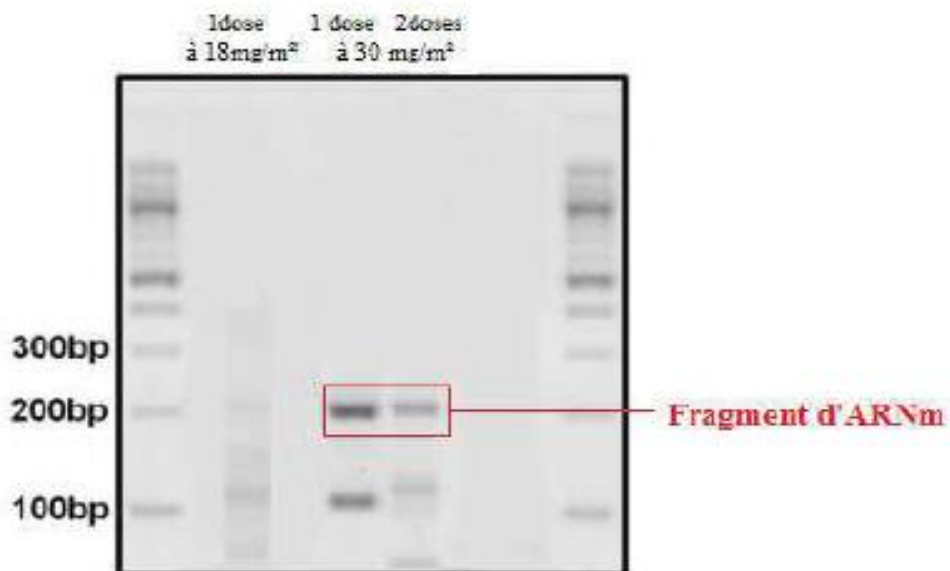 1dose 1 dose 2doses
à 18mg/m² à 30 mg/m²
300bp
200bp
Fragment d'ARNm
100bp